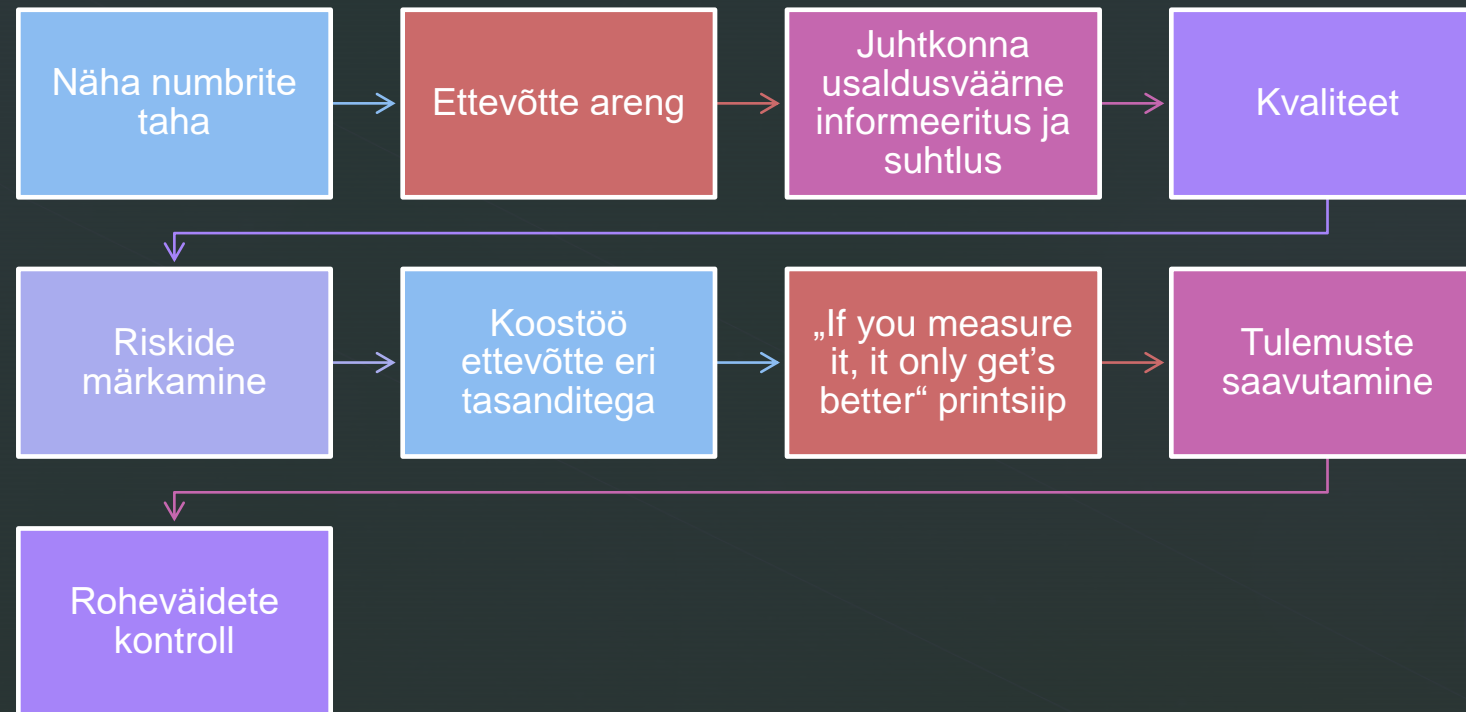 Näha numbrite
taha
Ettevõtte areng
Juhtkonna
usaldusväärne
informeeritus ja
suhtlus
Kvaliteet
Riskide
märkamine
Koostöö
ettevõtte eri
tasanditega
„If you measure
it, it only get’s
better“ printsiip
Tulemuste
saavutamine
Roheväidete
kontroll